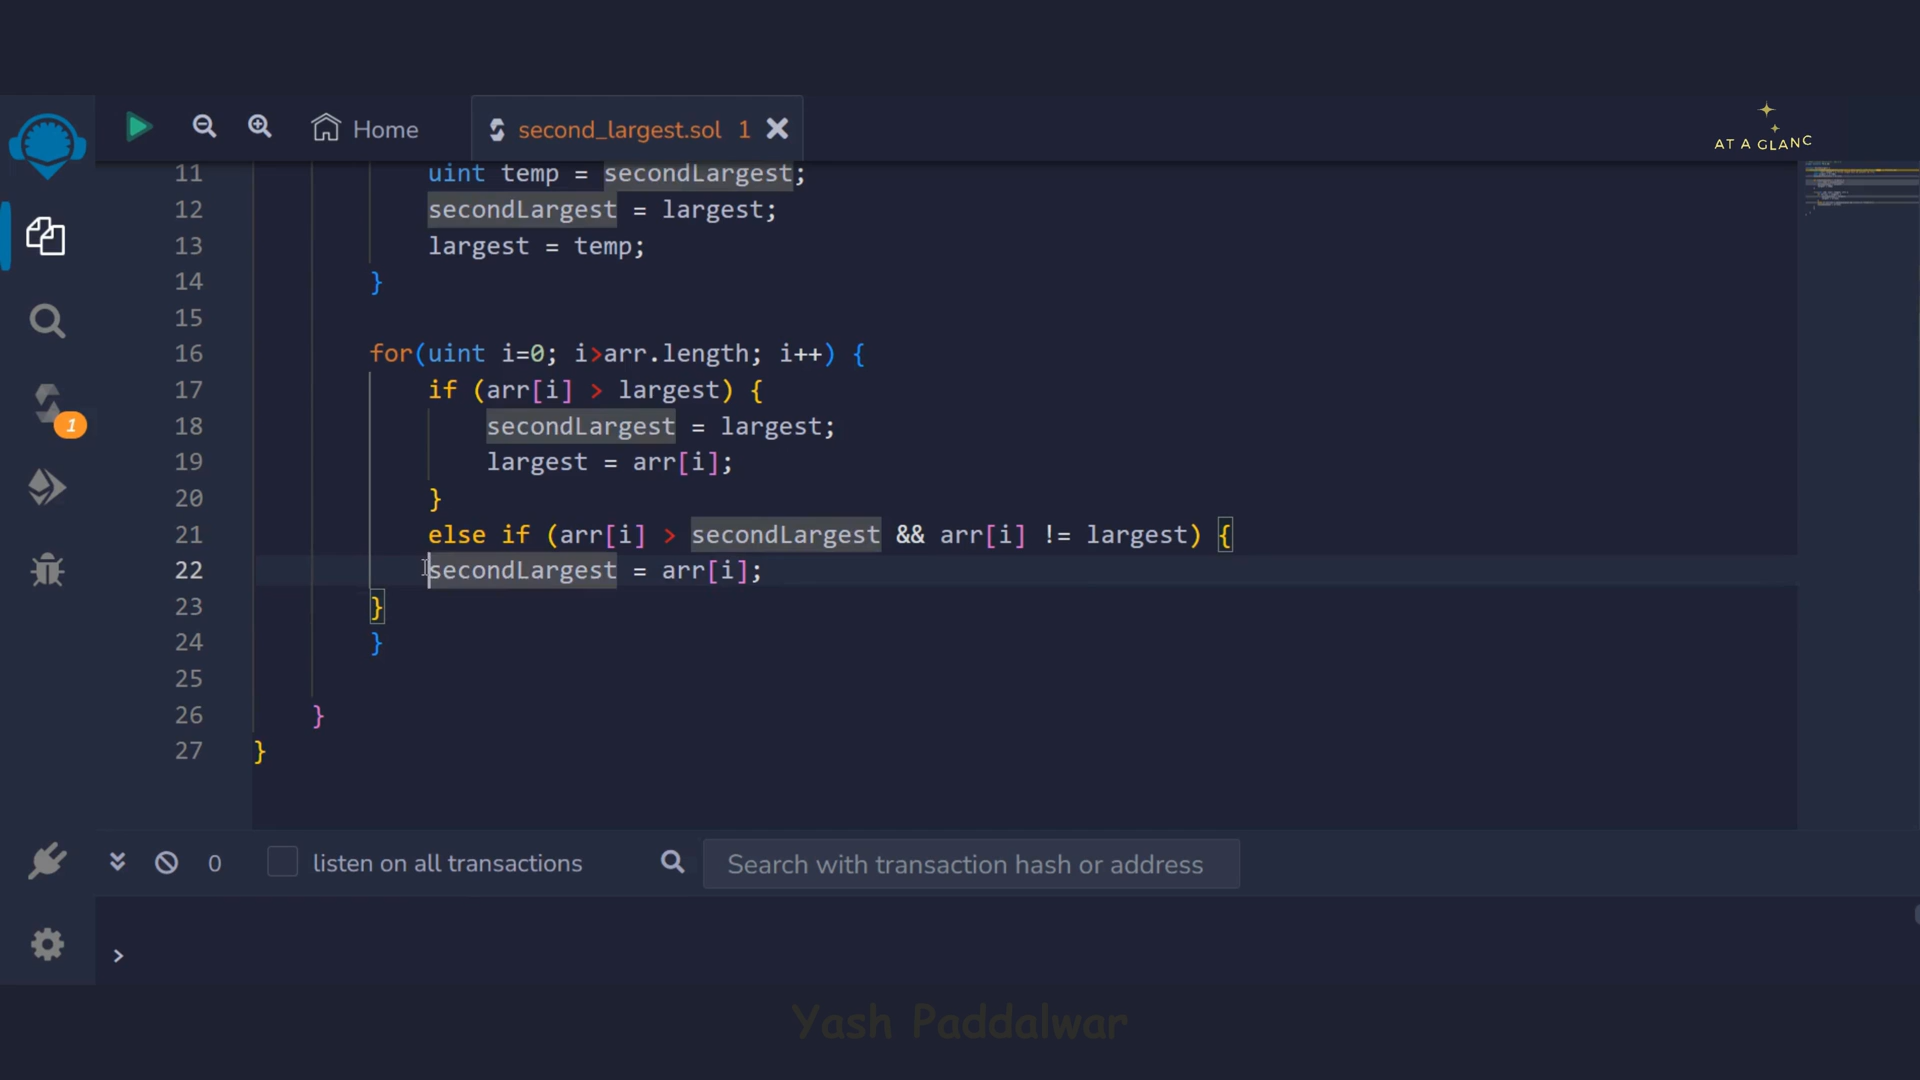 Home
second_largest.sol 1
AT A GLANC
11 uint temp = secondLargest;
12 secondLargest = largest;
13 largest = temp;
14 }
15
16 for(uint i=0; i>arr.length; i++) {
17 if (arr[i] > largest) {
18 secondLargest = largest;
19 largest = arr[i];
20 }
21 else if (arr[i] > secondLargest && arr[i] != largest) {
22 secondLargest = arr[i];
23 }
24 }
25
26 }
27 }
1
0 listen on all transactions Search with transaction hash or address
>
Yash Paddalwar